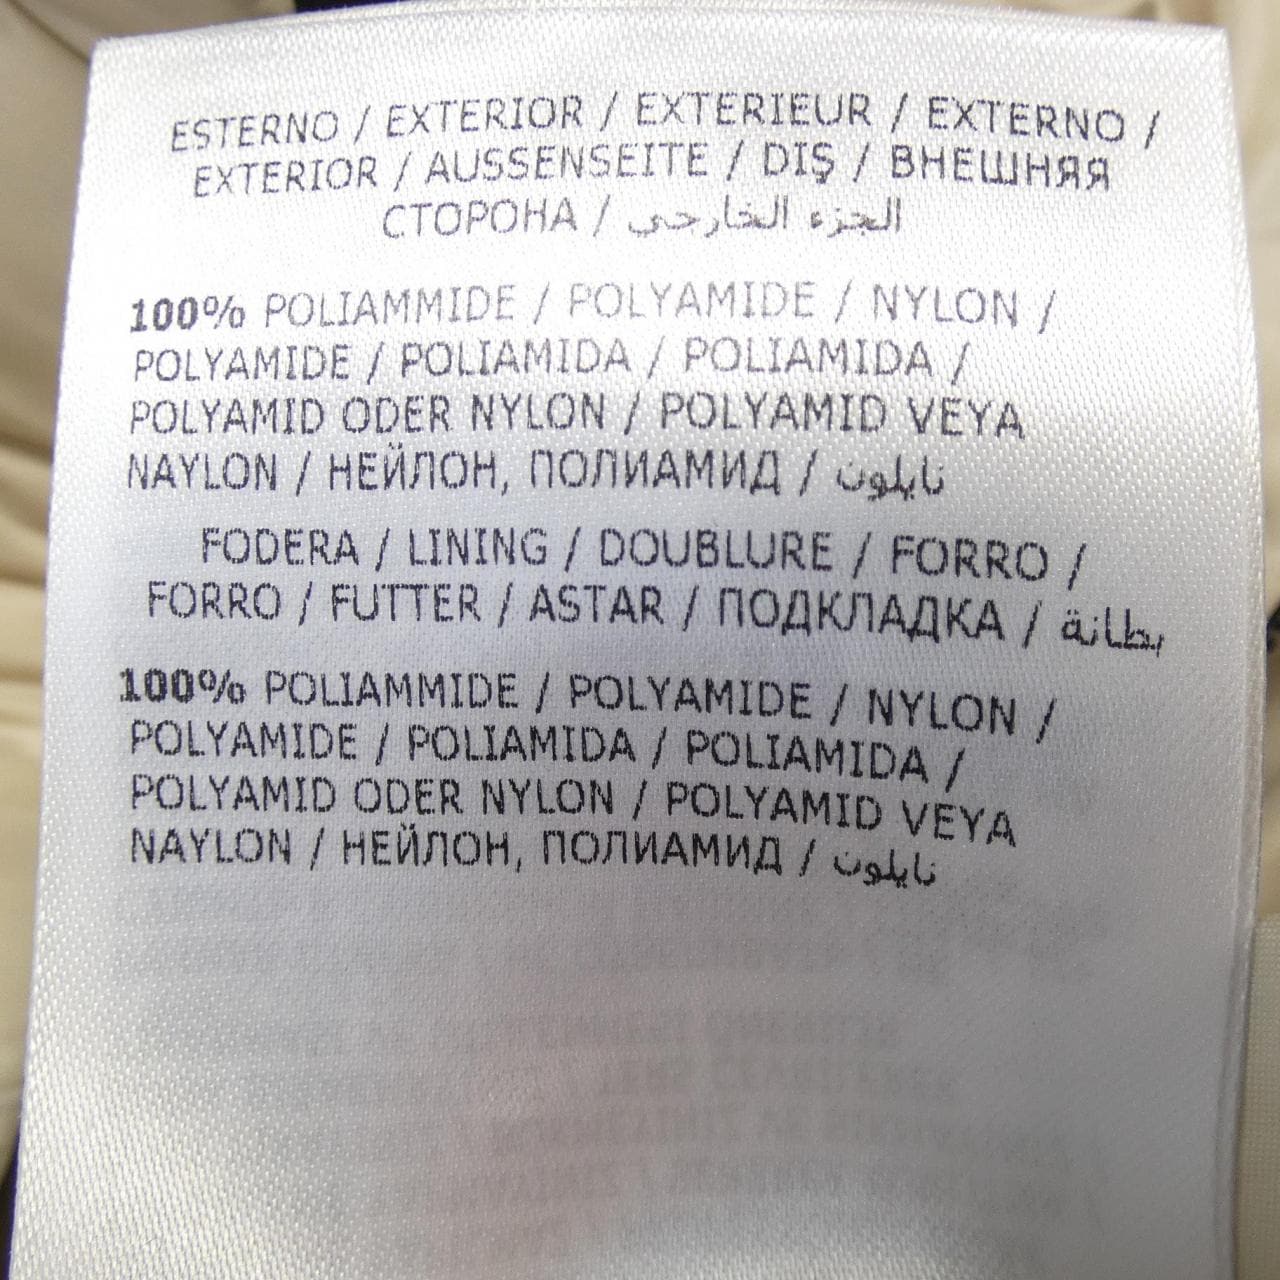 ESTERNO / EXTERIOR / EXTERIEUR / EXTERNO /
EXTERIOR / AUSSENSEITE / DIŞ / ВНЕШНЯЯ
СТОРОНА / الجزء الخارجي
100% POLIAMMIDE / POLYAMIDE / NYLON /
POLYAMIDE / POLIAMIDA / POLIAMIDA /
POLYAMID ODER NYLON / POLYAMID VEYA
NAYLON / НЕЙЛОН, ПОЛИАМИД / نايلون
FODERA / LINING / DOUBLURE / FORRO /
FORRO / FUTTER / ASTAR / ПОДКЛАДКА / بطانة
100% POLIAMMIDE / POLYAMIDE / NYLON /
POLYAMIDE / POLIAMIDA / POLIAMIDA /
POLYAMID ODER NYLON / POLYAMID VEYA
NAYLON / НЕЙЛОН, ПОЛИАМИД / نايلون